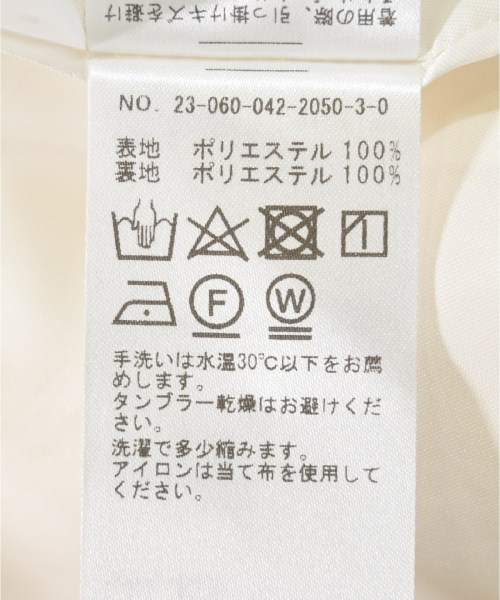 着用の際、引っ掛けキズを避け
NO. 23-060-042-2050-3-0
表地 ポリエステル 100%
裏地 ポリエステル 100%
1
F W
手洗いは水温30℃以下をお薦
めします。
タンブラー乾燥はお避けくだ
さい。
洗濯で多少縮みます。
アイロンは当て布を使用して
ください。